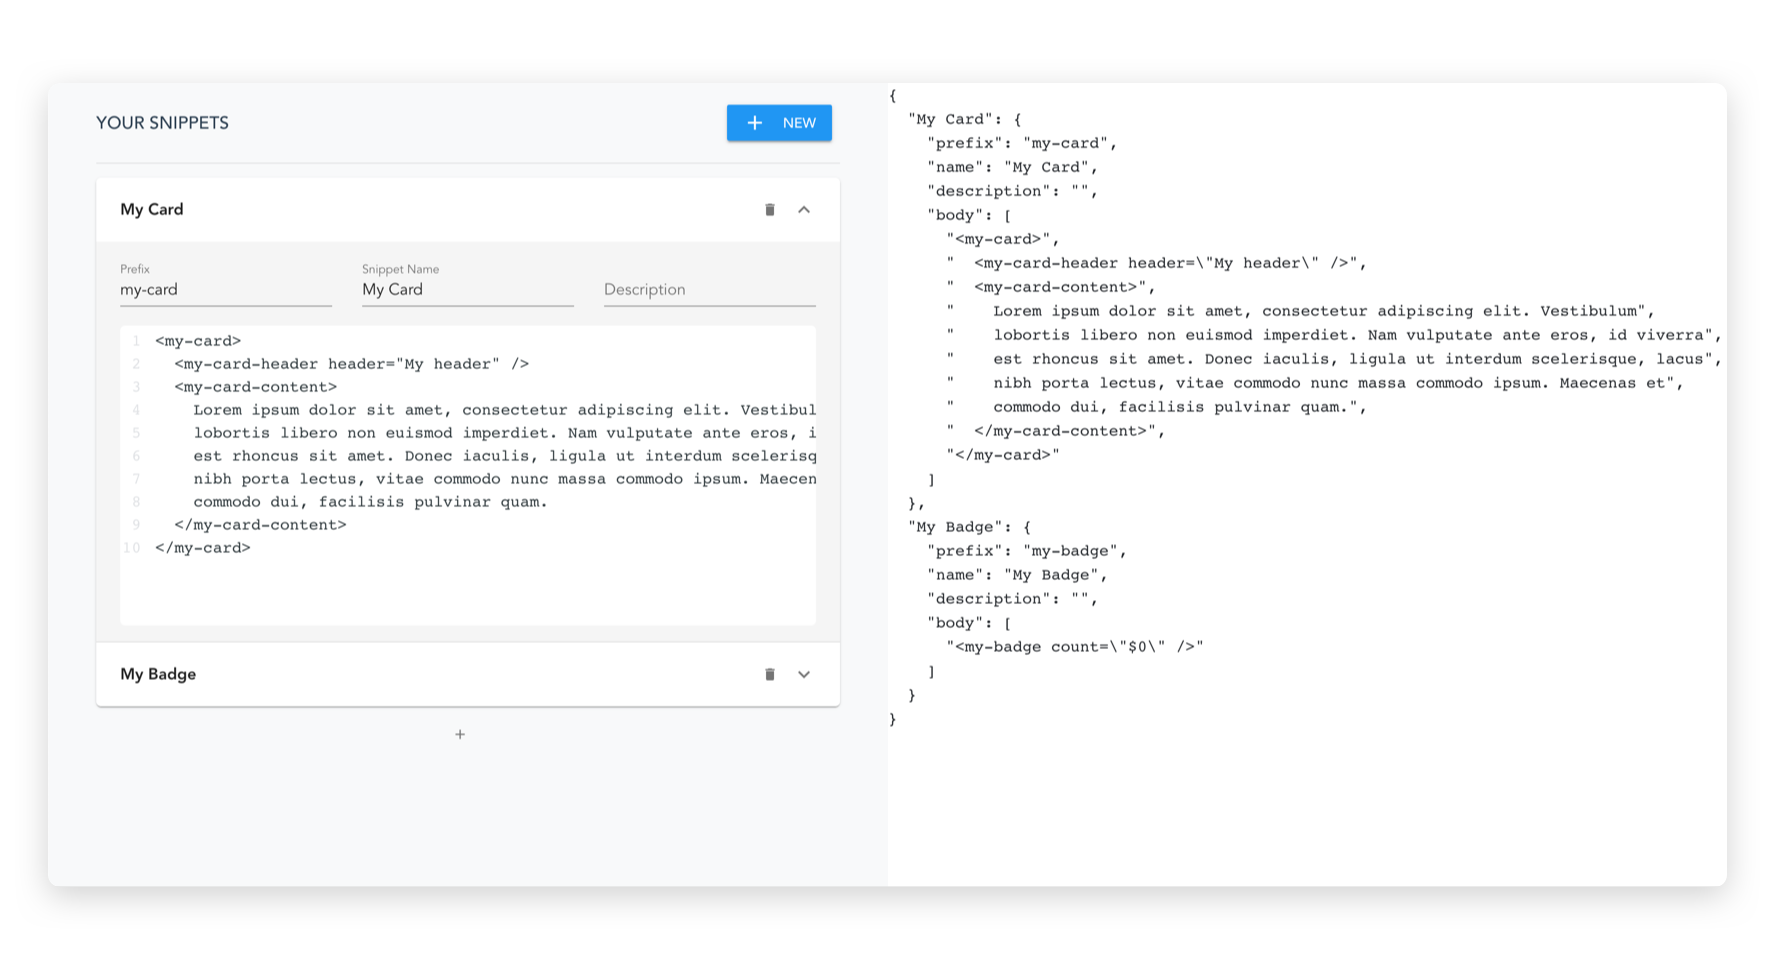 YOUR SNIPPETS
+ NEW
My Card
Prefix
my-card
Snippet Name
My Card
Description
1 <my-card>
2   <my-card-header header="My header" />
3   <my-card-content>
4     Lorem ipsum dolor sit amet, consectetur adipiscing elit. Vestibul
5     lobortis libero non euismod imperdiet. Nam vulputate ante eros, i
6     est rhoncus sit amet. Donec iaculis, ligula ut interdum scelerisq
7     nibh porta lectus, vitae commodo nunc massa commodo ipsum. Maecen
8     commodo dui, facilisis pulvinar quam.
9   </my-card-content>
10 </my-card>
My Badge
+
{
  "My Card": {
    "prefix": "my-card",
    "name": "My Card",
    "description": "",
    "body": [
      "<my-card>",
      "  <my-card-header header=\"My header\" />",
      "  <my-card-content>",
      "    Lorem ipsum dolor sit amet, consectetur adipiscing elit. Vestibulum",
      "    lobortis libero non euismod imperdiet. Nam vulputate ante eros, id viverra",
      "    est rhoncus sit amet. Donec iaculis, ligula ut interdum scelerisque, lacus",
      "    nibh porta lectus, vitae commodo nunc massa commodo ipsum. Maecenas et",
      "    commodo dui, facilisis pulvinar quam.",
      "  </my-card-content>",
      "</my-card>"
    ]
  },
  "My Badge": {
    "prefix": "my-badge",
    "name": "My Badge",
    "description": "",
    "body": [
      "<my-badge count=\"$0\" />"
    ]
  }
}